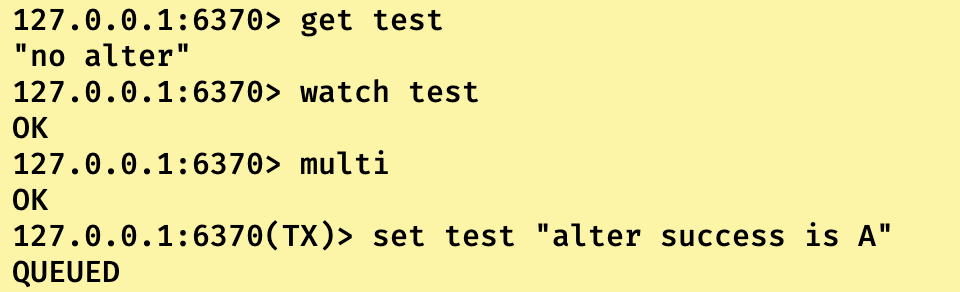 127.0.0.1:6370> get test
"no alter"
127.0.0.1:6370> watch test
OK
127.0.0.1:6370> multi
OK
127.0.0.1:6370(TX)> set test "alter success is A"
QUEUED